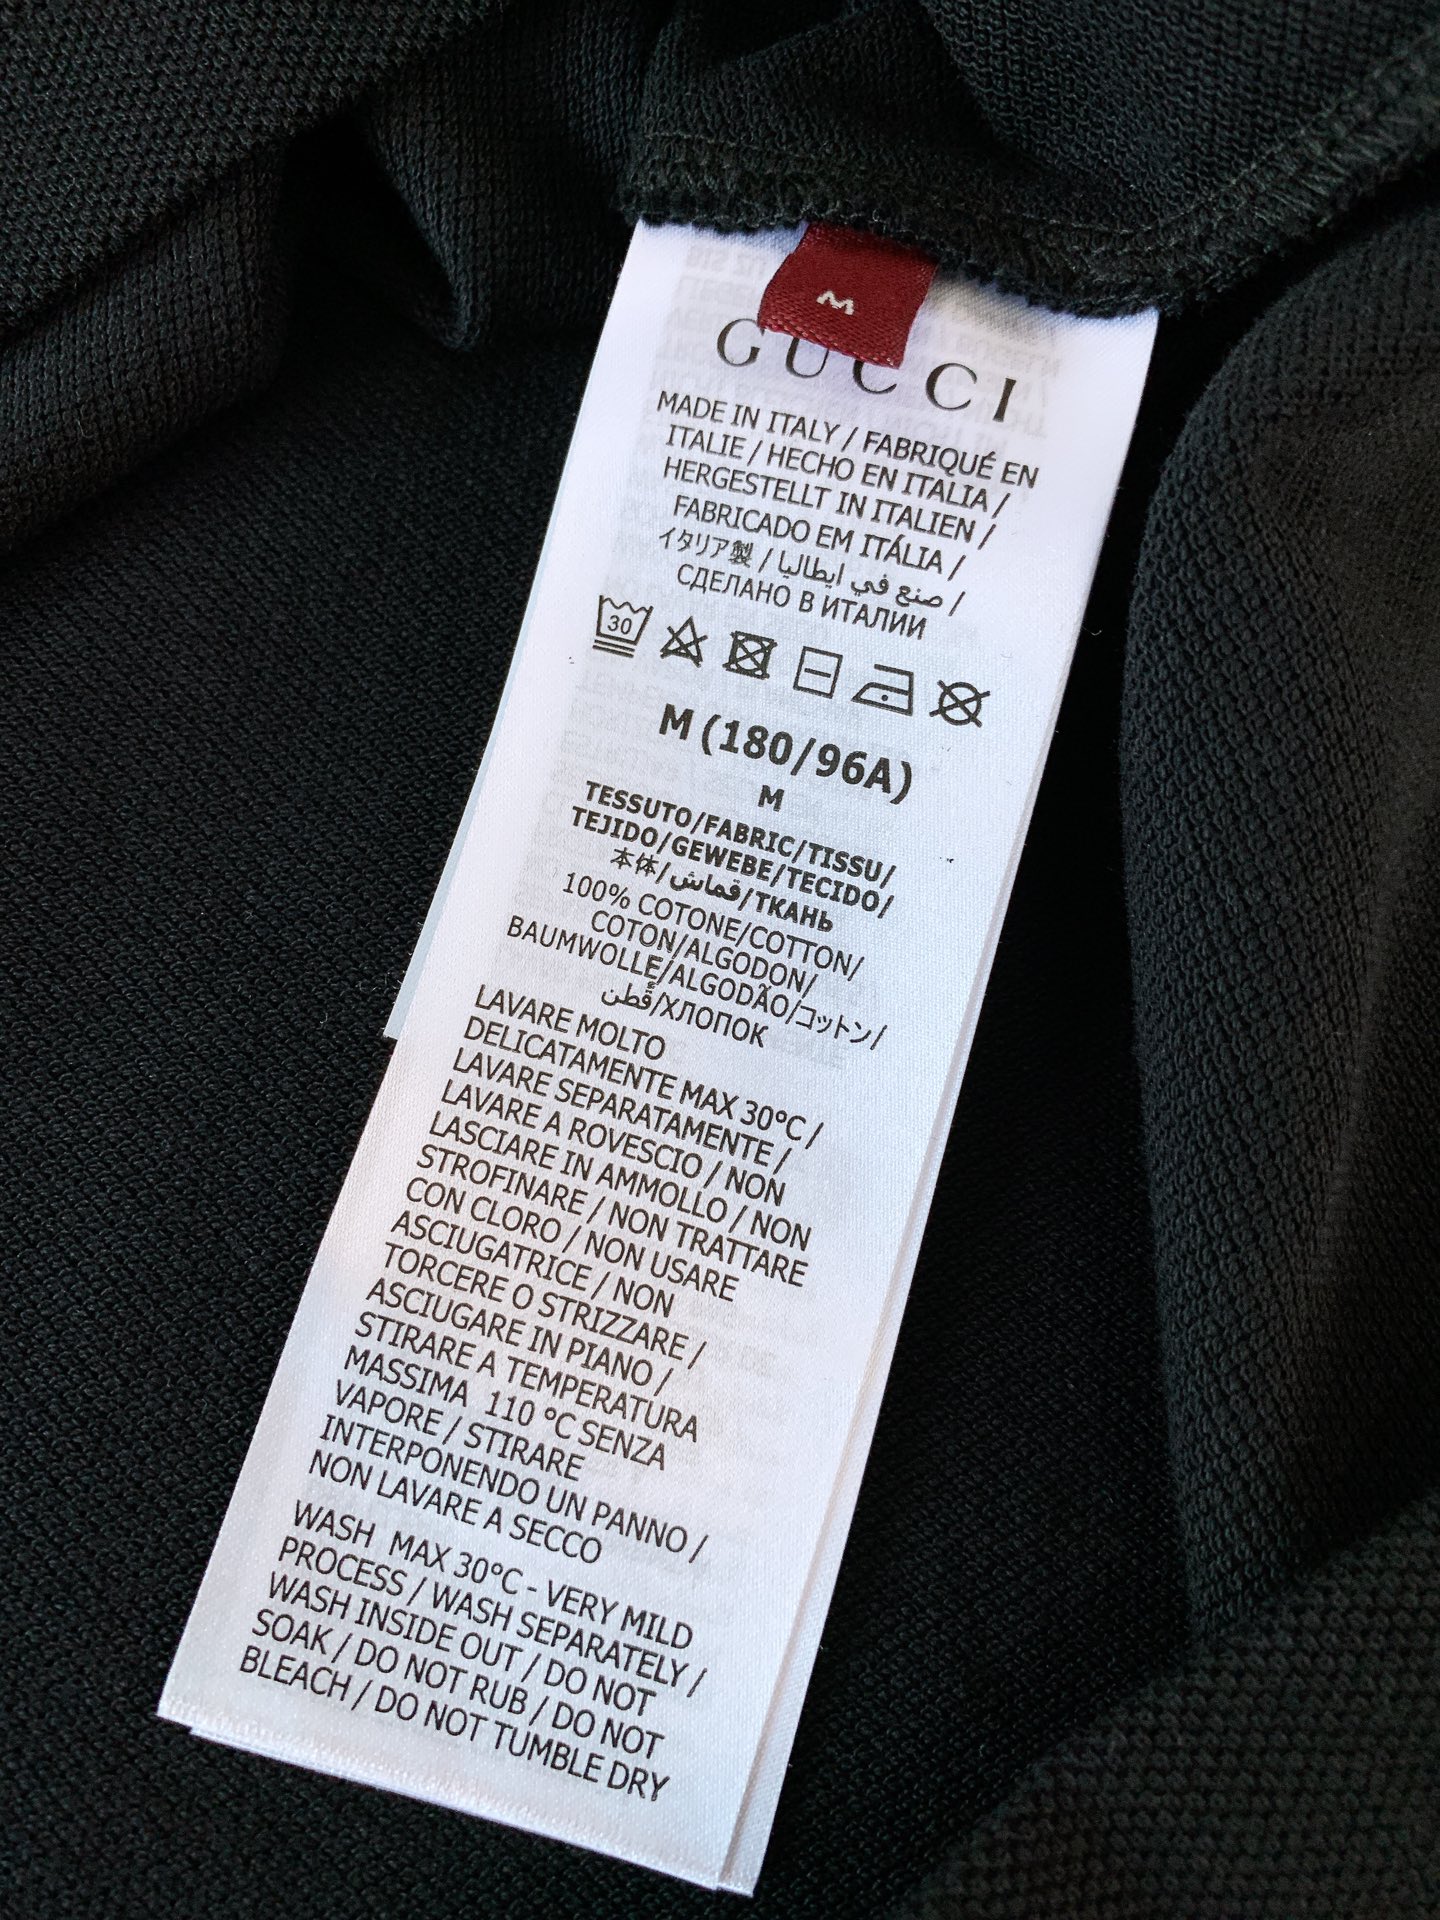 M
GUCCI
MADE IN ITALY / FABRIQUÉ EN
ITALIE / HECHO EN ITALIA /
HERGESTELLT IN ITALIEN /
FABRICADO EM ITÁLIA /
イタリア製 / صنع في ايطاليا /
СДЕЛАНО В ИТАЛИИ
30
M (180/96A)
M
TESSUTO/FABRIC/TISSU/
TEJIDO/GEWEBE/TECIDO/
本体/قماش/ТКАНЬ
100% COTONE/COTTON/
COTON/ALGODON/
BAUMWOLLE/ALGODÃO/コットン/
قُطن/ХЛОПОК
LAVARE MOLTO
DELICATAMENTE MAX 30°C /
LAVARE SEPARATAMENTE /
LAVARE A ROVESCIO / NON
LASCIARE IN AMMOLLO / NON
STROFINARE / NON TRATTARE
CON CLORO / NON USARE
ASCIUGATRICE / NON
TORCERE O STRIZZARE /
ASCIUGARE IN PIANO /
STIRARE A TEMPERATURA
MASSIMA 110 °C SENZA
VAPORE / STIRARE
INTERPONENDO UN PANNO /
NON LAVARE A SECCO
WASH MAX 30°C - VERY MILD
PROCESS / WASH SEPARATELY /
WASH INSIDE OUT / DO NOT
SOAK / DO NOT RUB / DO NOT
BLEACH / DO NOT TUMBLE DRY